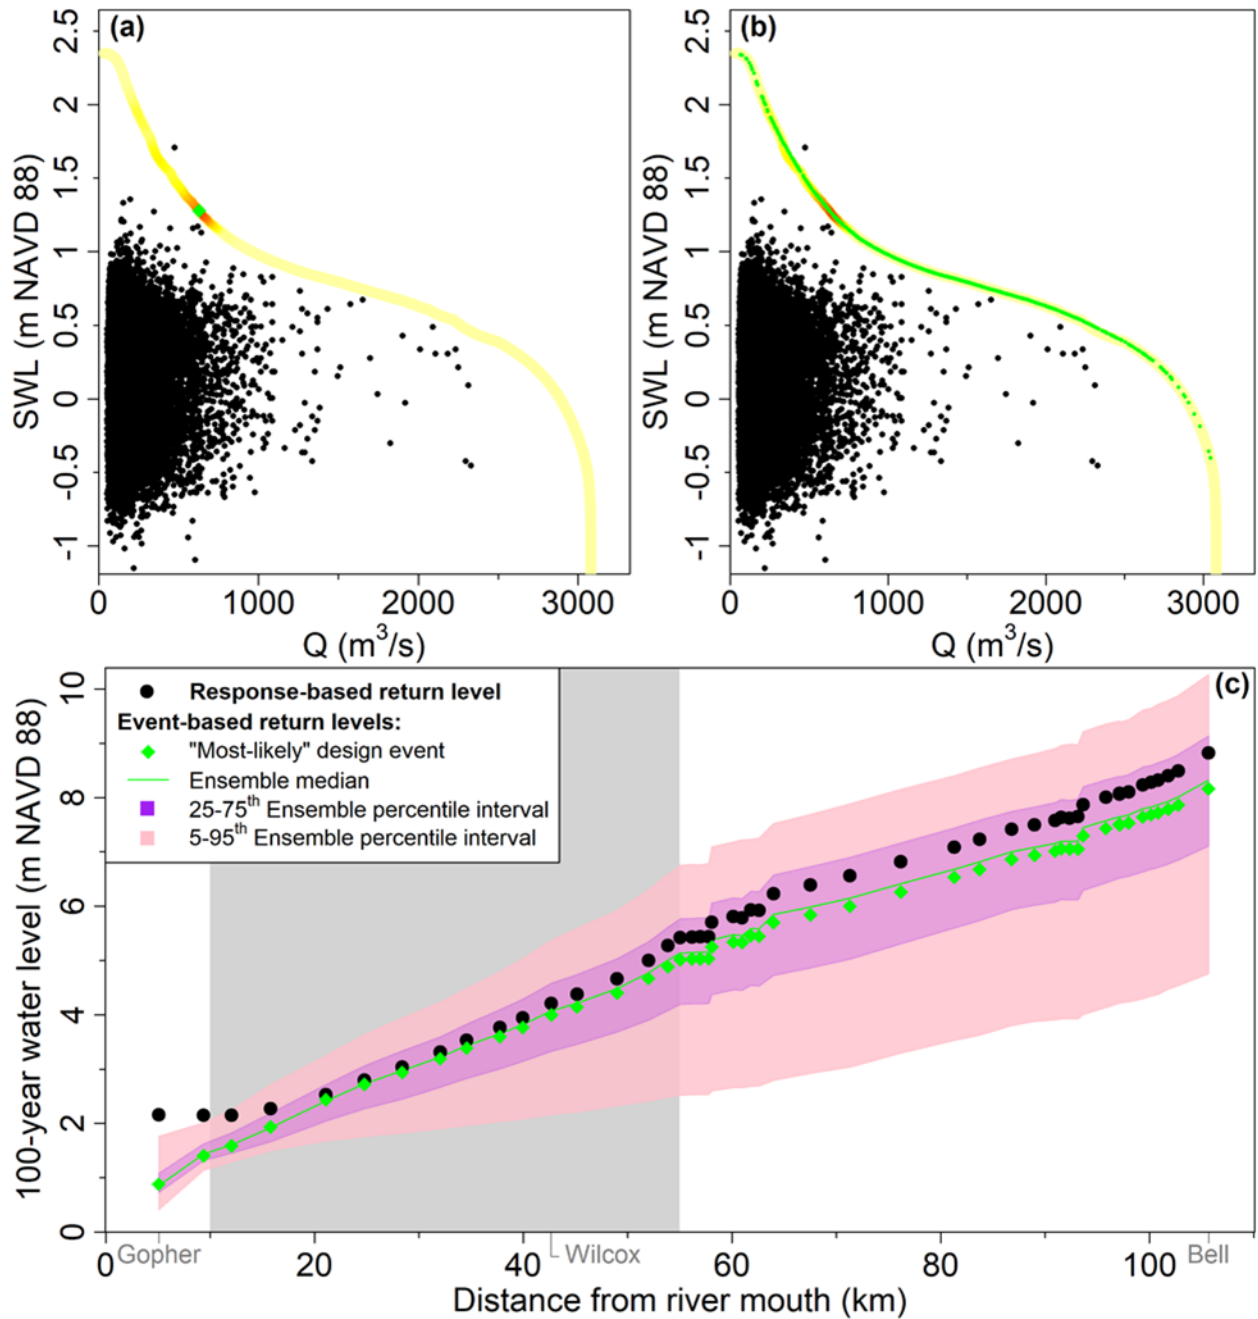 (a)
2.5
2
1.5
1
0.5
0
-0.5
-1
SWL (m NAVD 88)
0 1000 2000 3000
Q (m³/s)
(b)
2.5
2
1.5
1
0.5
0
-0.5
-1
SWL (m NAVD 88)
0 1000 2000 3000
Q (m³/s)
(c)
Response-based return level
Event-based return levels:
"Most-likely" design event
Ensemble median
25-75th Ensemble percentile interval
5-95th Ensemble percentile interval
10
8
6
4
2
0
100-year water level (m NAVD 88)
Gopher Wilcox Bell
0 20 40 60 80 100
Distance from river mouth (km)